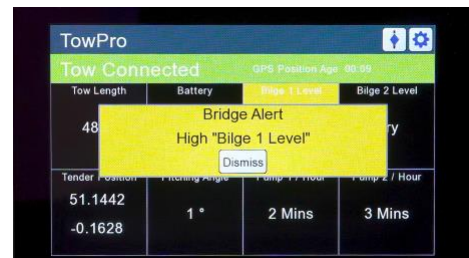 TowPro
Tow Connected GPS Position Age 00:09
Tow Length Battery Bilge 1 Level Bilge 2 Level
48
Bridge Alert
High "Bilge 1 Level"
Dismiss
Tender Position Pitching Angle Pump 1 / Hour Pump 2 / Hour
51.1442
-0.1628
1 °
2 Mins
3 Mins